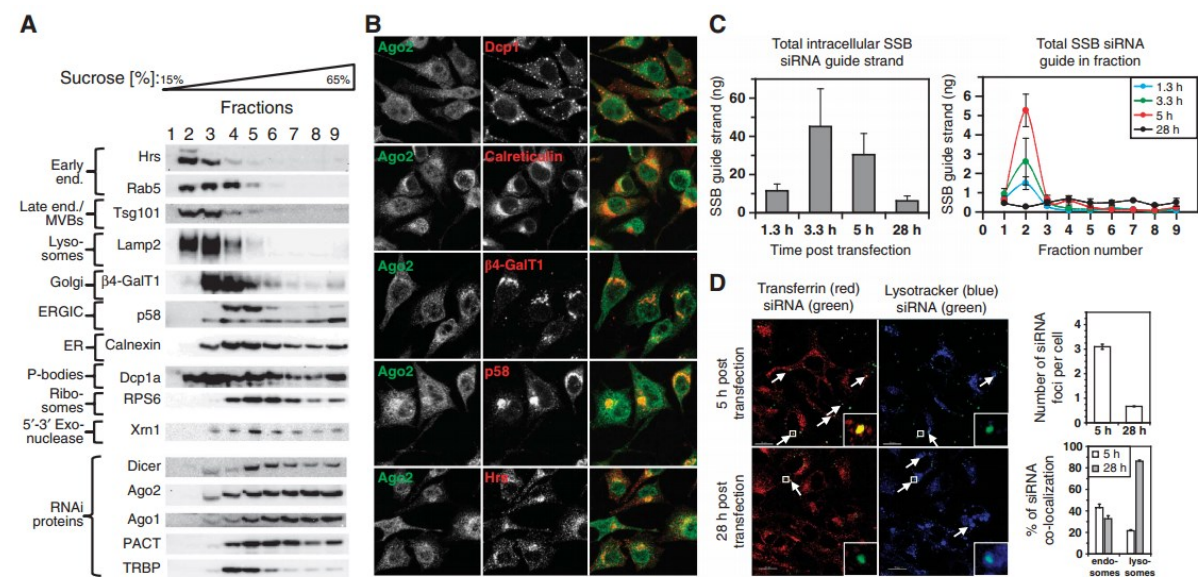 A
Sucrose [%]: 15% 65%
Fractions
1 2 3 4 5 6 7 8 9
Early end.
Hrs
Rab5
Late end./ MVBs
Tsg101
Lyso- somes
Lamp2
Golgi
β4-GalT1
ERGIC
p58
ER
Calnexin
P-bodies
Dcp1a
Ribo- somes
RPS6
5′-3′ Exo- nuclease
Xrn1
RNAi proteins
Dicer
Ago2
Ago1
PACT
TRBP
B
Ago2 Dcp1
Ago2 Calreticolin
Ago2 β4-GalT1
Ago2 p58
Ago2 Hrs
C
Total intracellular SSB
siRNA guide strand
SSB guide strand (ng)
60
40
20
0
1.3 h 3.3 h 5 h 28 h
Time post transfection
Total SSB siRNA
guide in fraction
SSB guide strand (ng)
6
5
4
3
2
1
0
1.3 h
3.3 h
5 h
28 h
0 1 2 3 4 5 6 7 8 9
Fraction number
D
Transferrin (red)
siRNA (green)
Lysotracker (blue)
siRNA (green)
5 h post
transfection
28 h post
transfection
Number of siRNA
foci per cell
4
3
2
1
0
5 h 28 h
% of siRNA
co-localization
100
80
60
40
20
0
5 h
28 h
endo-
somes
lyso-
somes